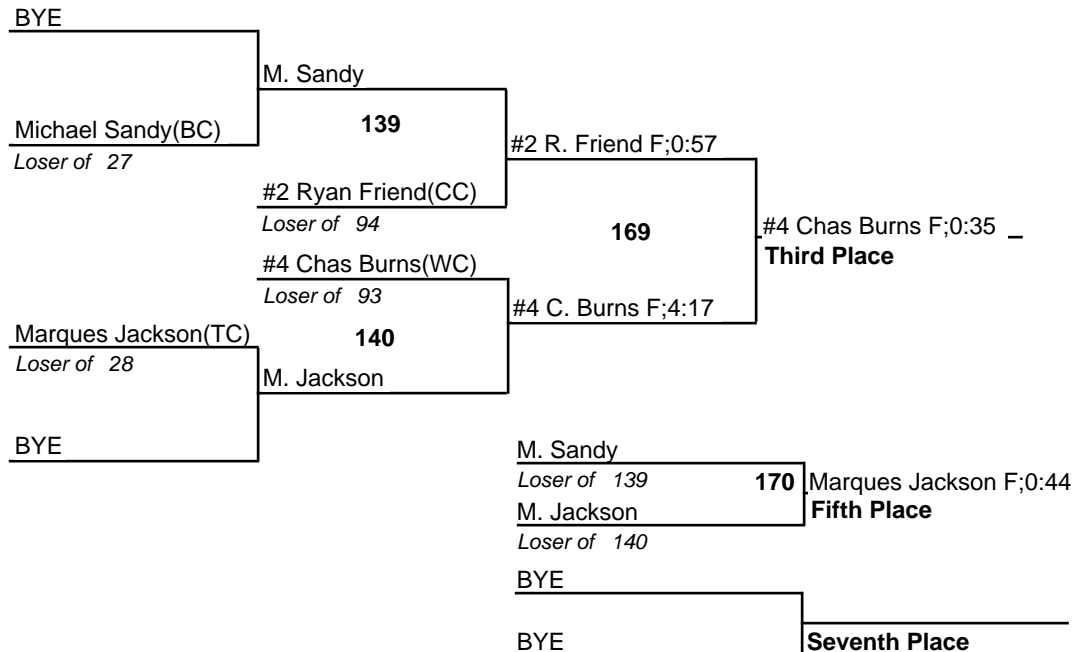 BYE
M. Sandy
139
Michael Sandy(BC)
Loser of 27
#2 R. Friend F;0:57
#2 Ryan Friend(CC)
Loser of 94
169
#4 Chas Burns F;0:35
Third Place
#4 Chas Burns(WC)
Loser of 93
#4 C. Burns F;4:17
Marques Jackson(TC)
Loser of 28
140
M. Jackson
BYE
M. Sandy
Loser of 139
170
Marques Jackson F;0:44
Fifth Place
M. Jackson
Loser of 140
BYE
BYE
Seventh Place